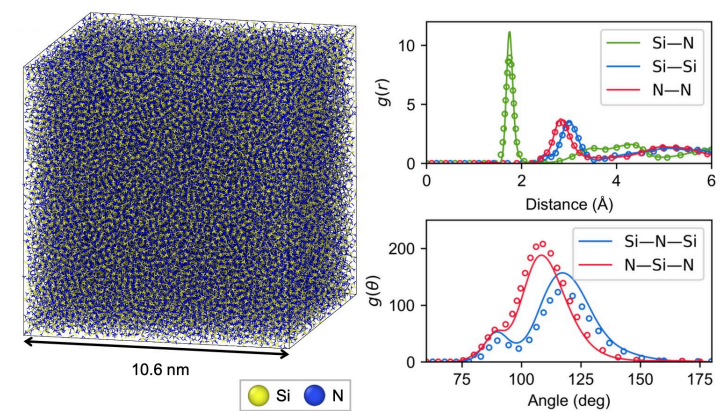 10.6 nm
Si N
10
5
0
g(r)
Si—N
Si—Si
N—N
0 2 4 6
Distance (Å)
200
100
0
g(θ)
Si—N—Si
N—Si—N
75 100 125 150 175
Angle (deg)